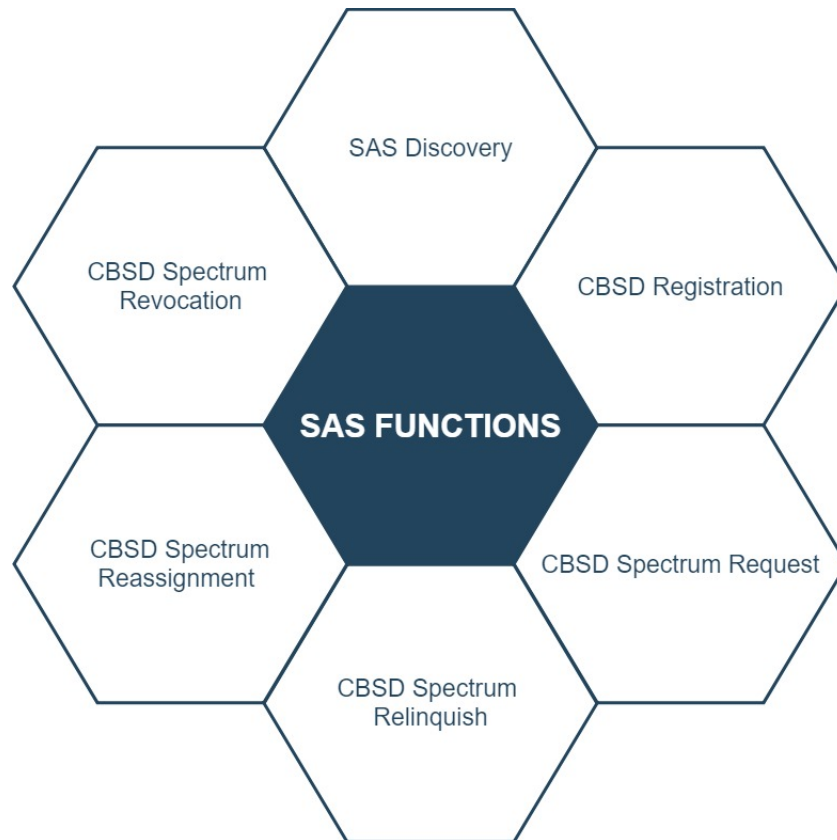 SAS Discovery
CBSD Spectrum
Revocation
CBSD Registration
SAS FUNCTIONS
CBSD Spectrum
Reassignment
CBSD Spectrum Request
CBSD Spectrum
Relinquish